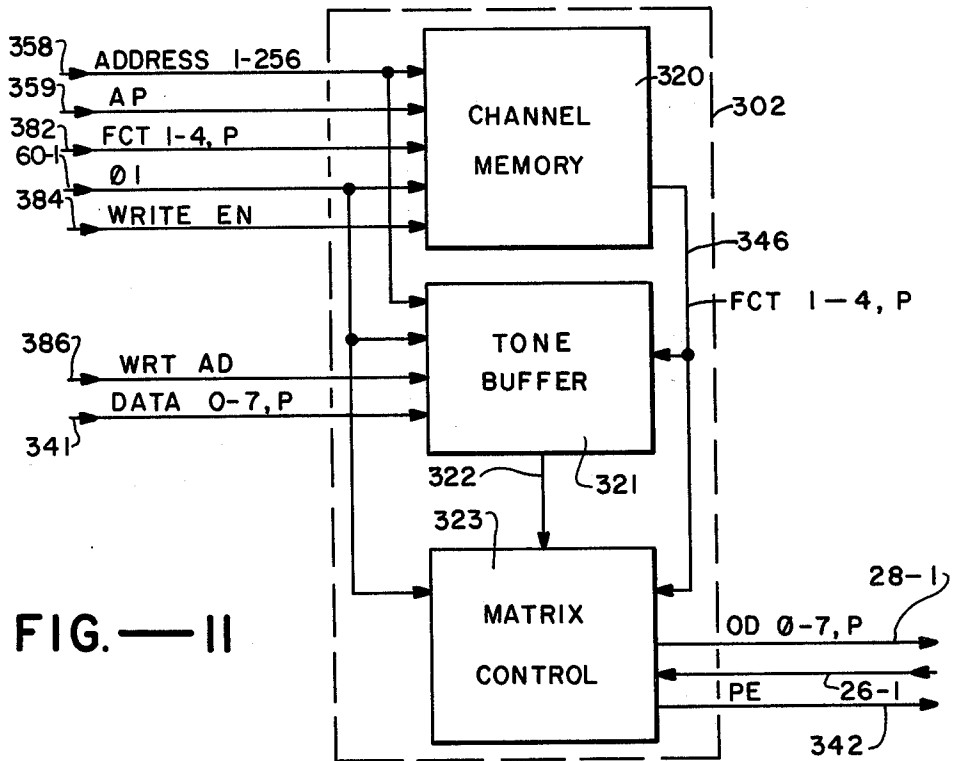 358
ADDRESS 1-256
359
AP
382
FCT 1-4, P
60-1
Ø1
384
WRITE EN
CHANNEL
MEMORY
320
302
346
FCT 1-4, P
386
WRT AD
DATA 0-7, P
341
TONE
BUFFER
322
321
323
MATRIX
CONTROL
OD Ø-7, P
28-1
26-1
PE
342
FIG.—11